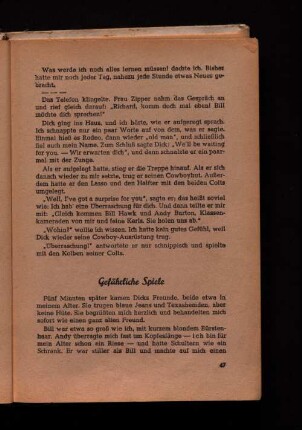 Was werde ich noch alles lernen müssen! dachte ich. Bisher
hatte mir noch jeder Tag, nahezu jede Stunde etwas Neues ge-
bracht.
— — —
Das Telefon klingelte. Frau Zipper nahm das Gespräch an
und rief gleich darauf: „Richard, komm doch mal eben! Bill
möchte dich sprechen!"
Dick ging ins Haus, und ich hörte, wie er angeregt sprach.
Ich schnappte nur ein paar Worte auf von dem, was er sagte.
Einmal hieß es Rodeo, dann wieder „old man", und schließlich
fiel auch mein Name. Zum Schluß sagte Dick: „We'll be waiting
for you — Wir erwarten dich", und dann schnalzte er ein paarmal
mit der Zunge.
Als er aufgelegt hatte, stieg er die Treppe hinauf. Als er sich
danach wieder zu mir setzte, trug er seinen Cowboyhut. Außer-
dem hatte er den Lasso und den Halfter mit den beiden Colts
umgelegt.
„Well, I've got a surprise for you", sagte er; das heißt soviel
wie: Ich hab' eine Überraschung für dich. Und dann teilte er mir
mit: „Gleich kommen Bill Hawk und Andy Burton, Klassen-
kameraden von mir und feine Kerls. Sie holen uns ab."
„Wohin?" wollte ich wissen. Ich hatte kein gutes Gefühl, weil
Dick wieder seine Cowboy-Ausrüstung trug.
„Überraschung!" antwortete er mir schnippisch und spielte
mit den Kolben seiner Colts.
Gefährliche Spiele
Fünf Minuten später kamen Dicks Freunde, beide etwa in
meinem Alter. Sie trugen blaue Jeans und Texashemden, aber
keine Hüte. Sie begrüßten mich herzlich und behandelten mich
sofort wie einen ganz alten Freund.
Bill war etwa so groß wie ich, mit kurzem blondem Bürsten-
haar. Andy überragte mich fast um Kopfeslänge — ich bin für
mein Alter schon ein Riese — und hatte Schultern wie ein
Schrank. Er war stiller als Bill und machte auf mich einen
47